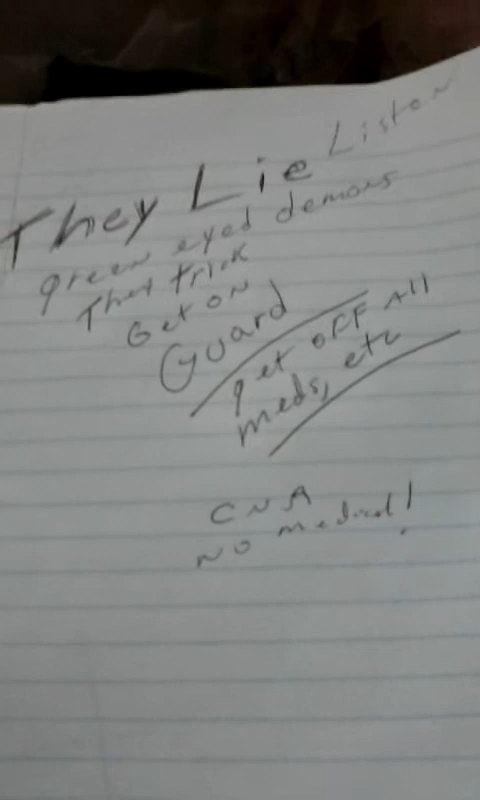 They Lie Listen
green eyed demons
They trick
Get on
Guard
get off All
meds, etc
CNA
No medical!